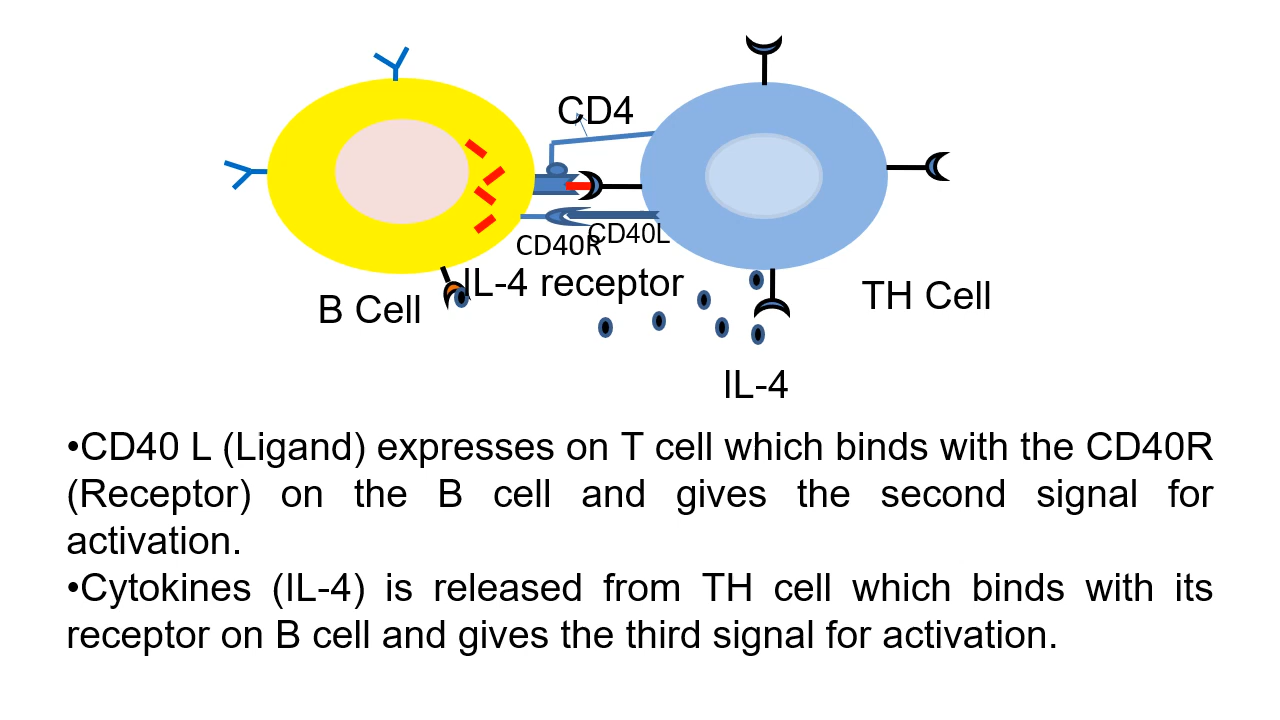 CD4
CD40L
CD40R
IL-4 receptor
B Cell
TH Cell
IL-4
•CD40 L (Ligand) expresses on T cell which binds with the CD40R
(Receptor) on the B cell and gives the second signal for
activation.
•Cytokines (IL-4) is released from TH cell which binds with its
receptor on B cell and gives the third signal for activation.